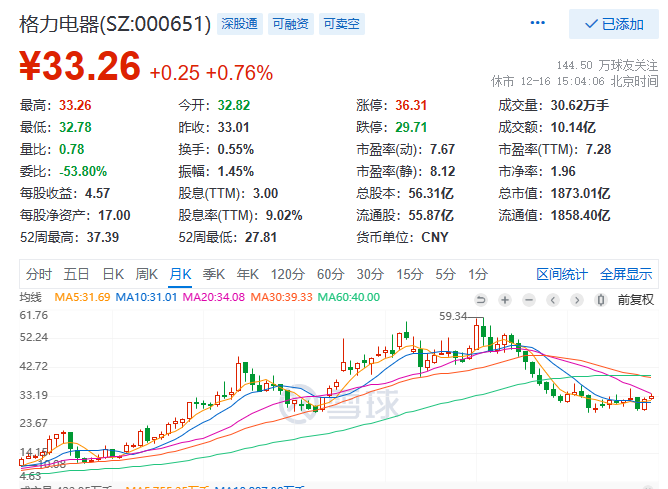 格力电器(SZ:000651) 深股通 可融资 可卖空 ••• 已添加
¥33.26 +0.25 +0.76%
144.50 万球友关注
休市 12-16 15:04:06 北京时间
最高：33.26 今开：32.82 涨停：36.31 成交量：30.62万手
最低：32.78 昨收：33.01 跌停：29.71 成交额：10.14亿
量比：0.78 换手：0.55% 市盈率(动)：7.67 市盈率(TTM)：7.28
委比：-53.80% 振幅：1.45% 市盈率(静)：8.12 市净率：1.96
每股收益：4.57 股息(TTM)：3.00 总股本：56.31亿 总市值：1873.01亿
每股净资产：17.00 股息率(TTM)：9.02% 流通股：55.87亿 流通值：1858.40亿
52周最高：37.39 52周最低：27.81 货币单位：CNY
分时 五日 日K 周K 月K 季K 年K 120分 60分 30分 15分 5分 1分 区间统计 全屏显示
均线 MA5:31.69 MA10:31.01 MA20:34.08 MA30:39.33 MA60:40.00 前复权
61.76
59.34
52.24
42.72
33.19
雪球
23.67
10.08
4.63